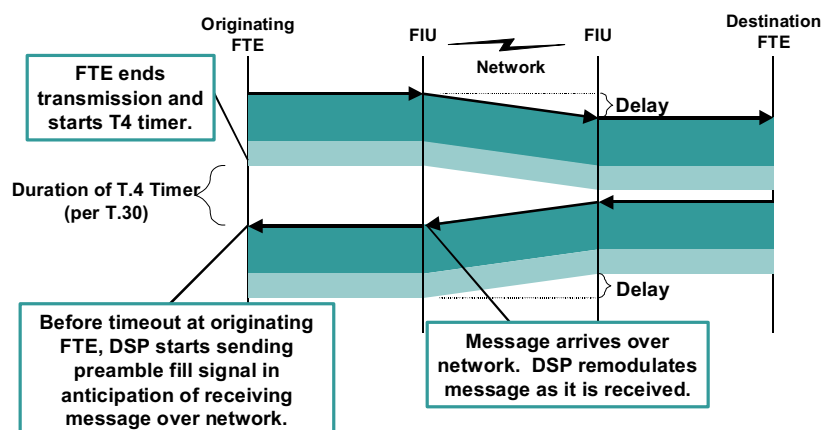 Originating
FTE
FIU
FIU
Destination
FTE
Network
FTE ends
transmission and
starts T4 timer.
Delay
Duration of T.4 Timer
(per T.30)
Delay
Before timeout at originating
FTE, DSP starts sending
preamble fill signal in
anticipation of receiving
message over network.
Message arrives over
network. DSP remodulates
message as it is received.